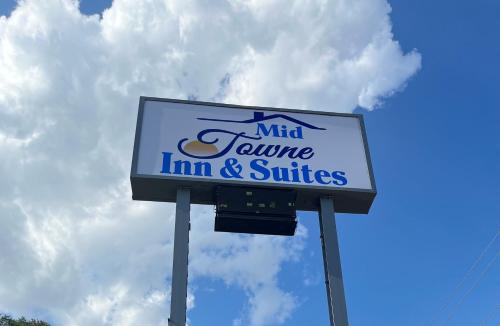 Mid
Towne
Inn & Suites